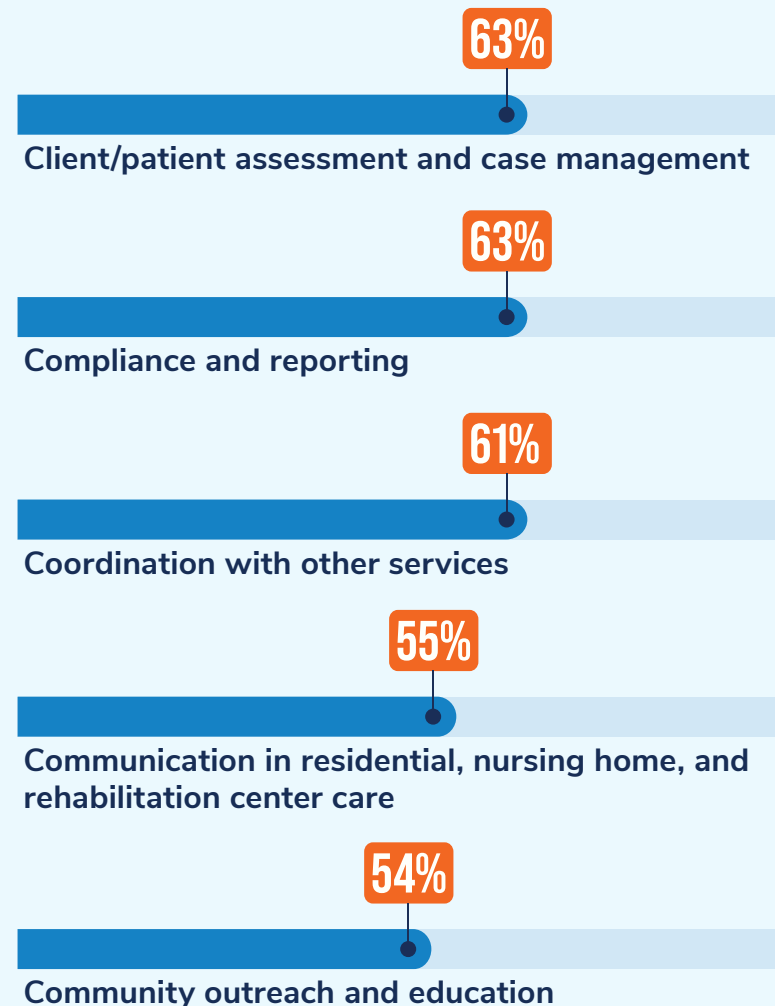 63%
Client/patient assessment and case management
63%
Compliance and reporting
61%
Coordination with other services
55%
Communication in residential, nursing home, and
rehabilitation center care
54%
Community outreach and education